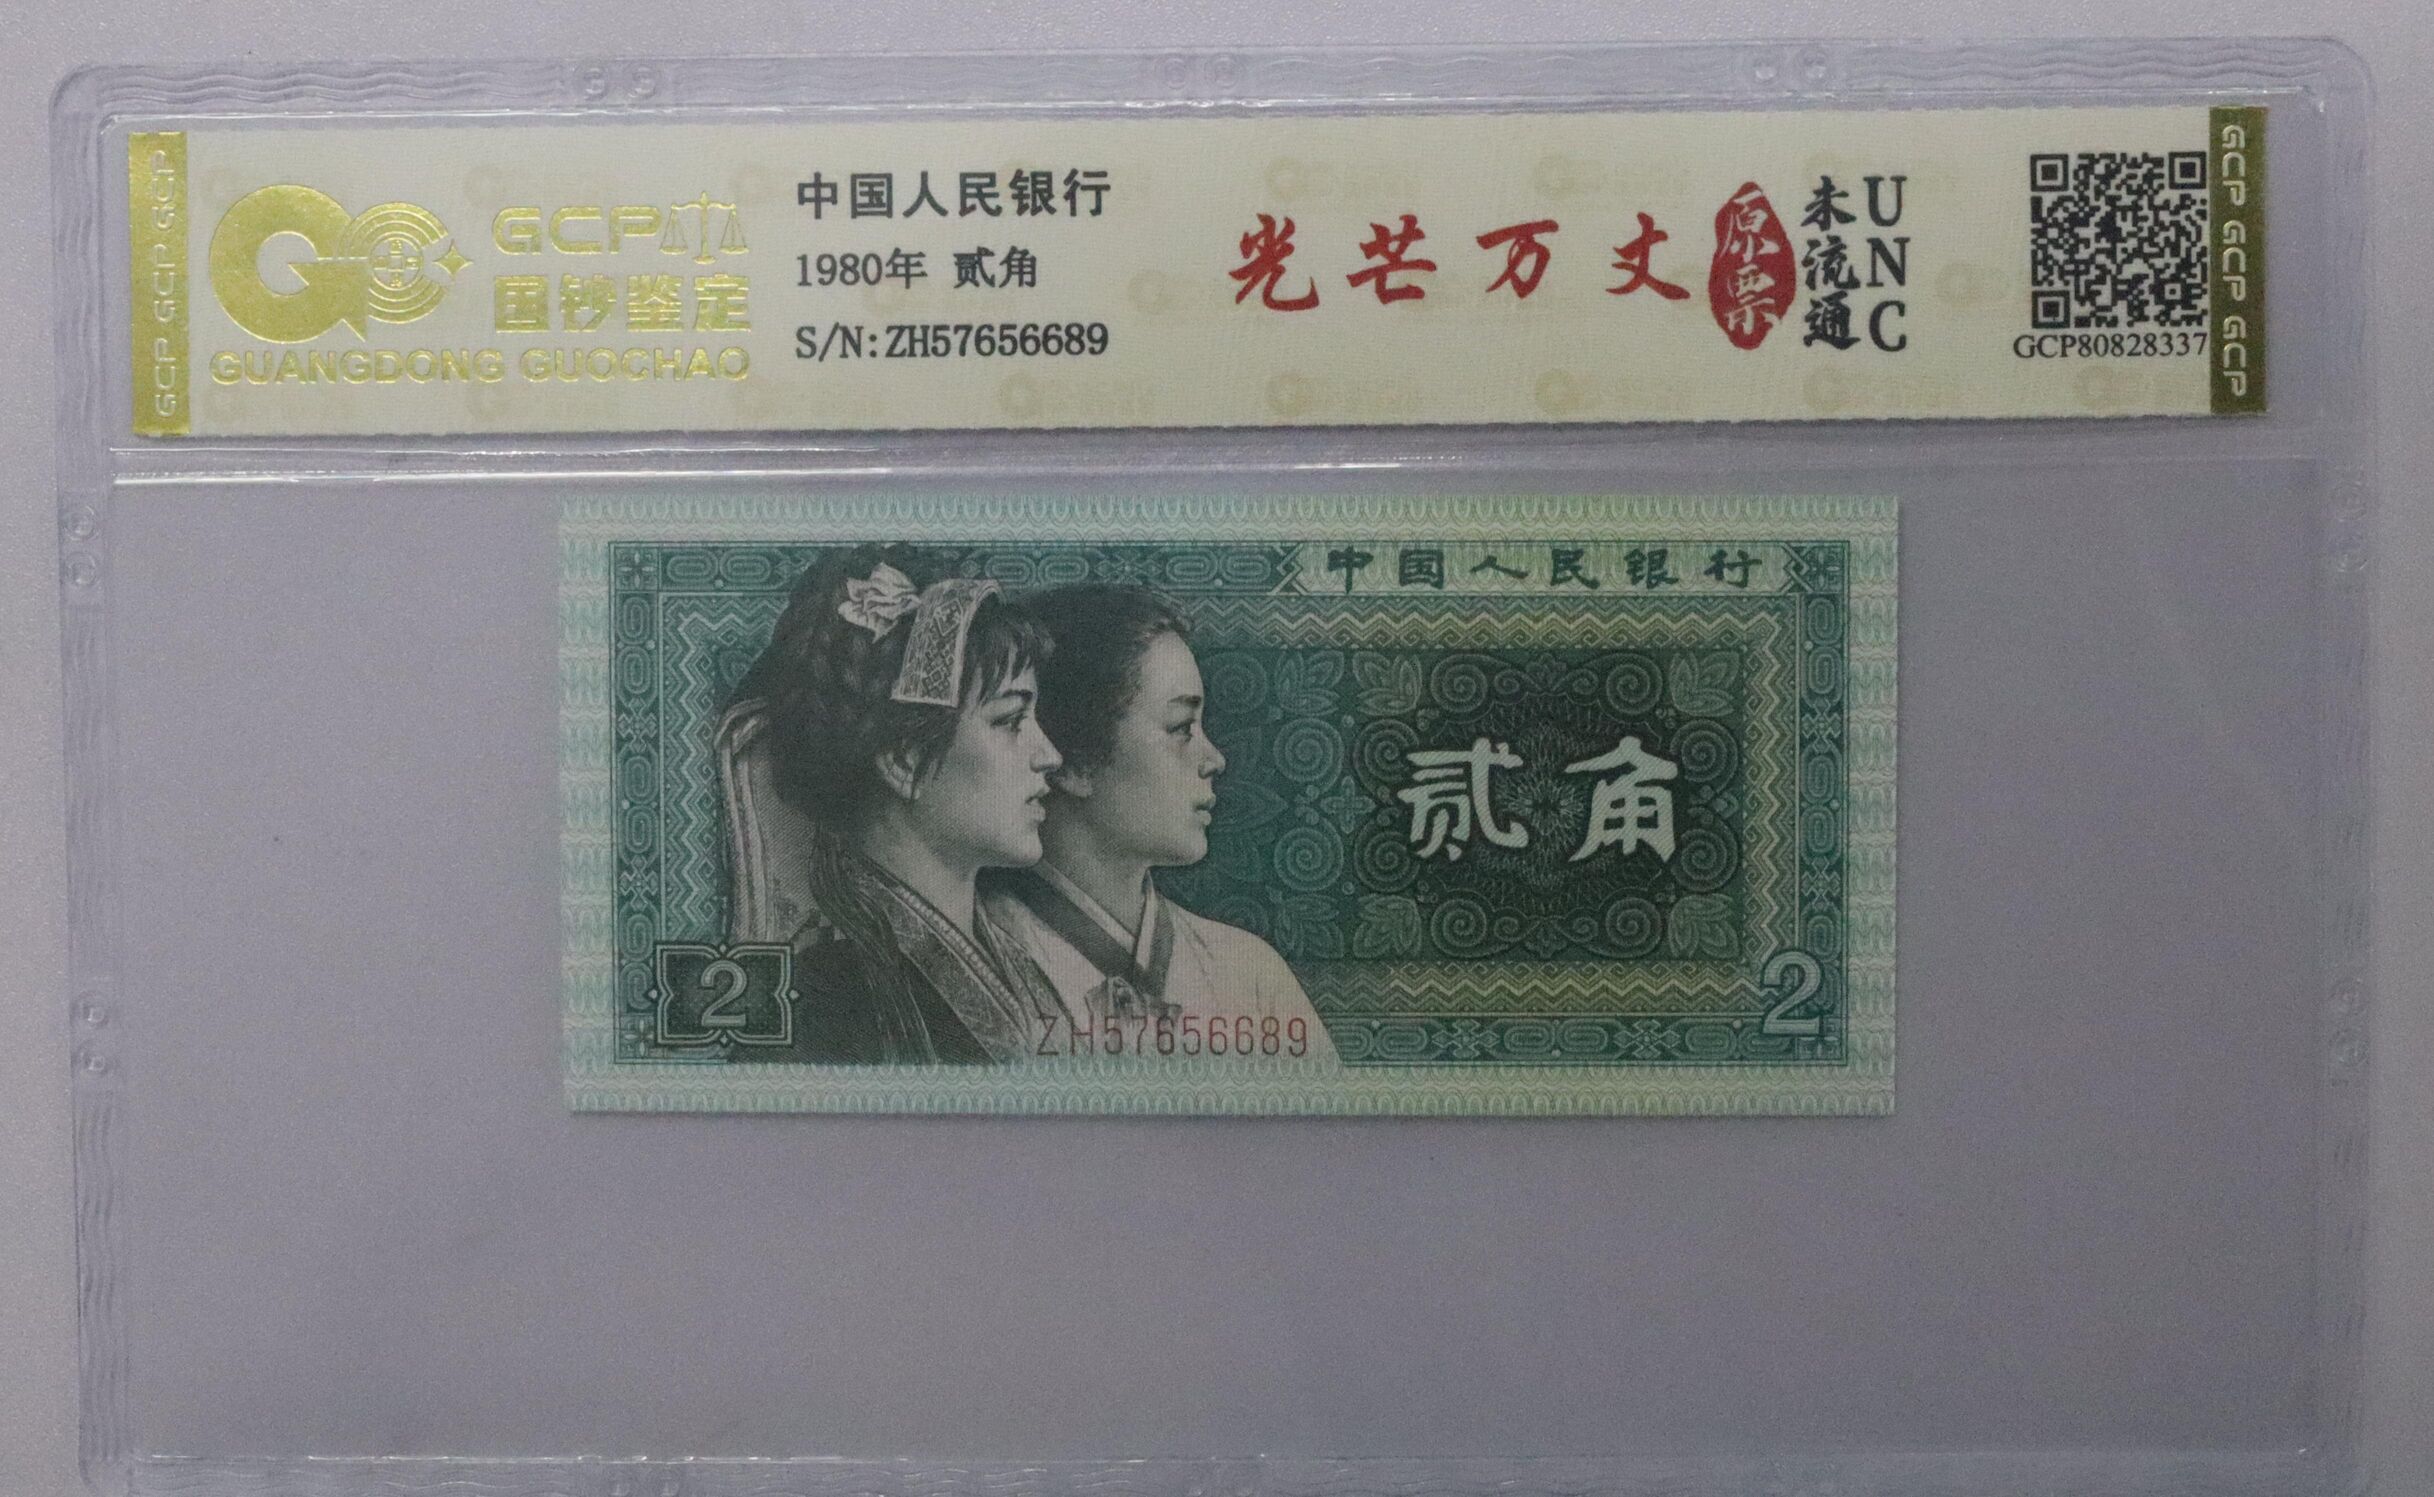 GCP GCP GCP
GCP
国钞鉴定
GUANGDONG GUOCHAO
中国人民银行
1980年 贰角
S/N:ZH57656689
光芒万丈
原票
未流通
UNC
GCP80828337
GCP GCP GCP
中国人民银行
贰角
2
ZH57656689
2